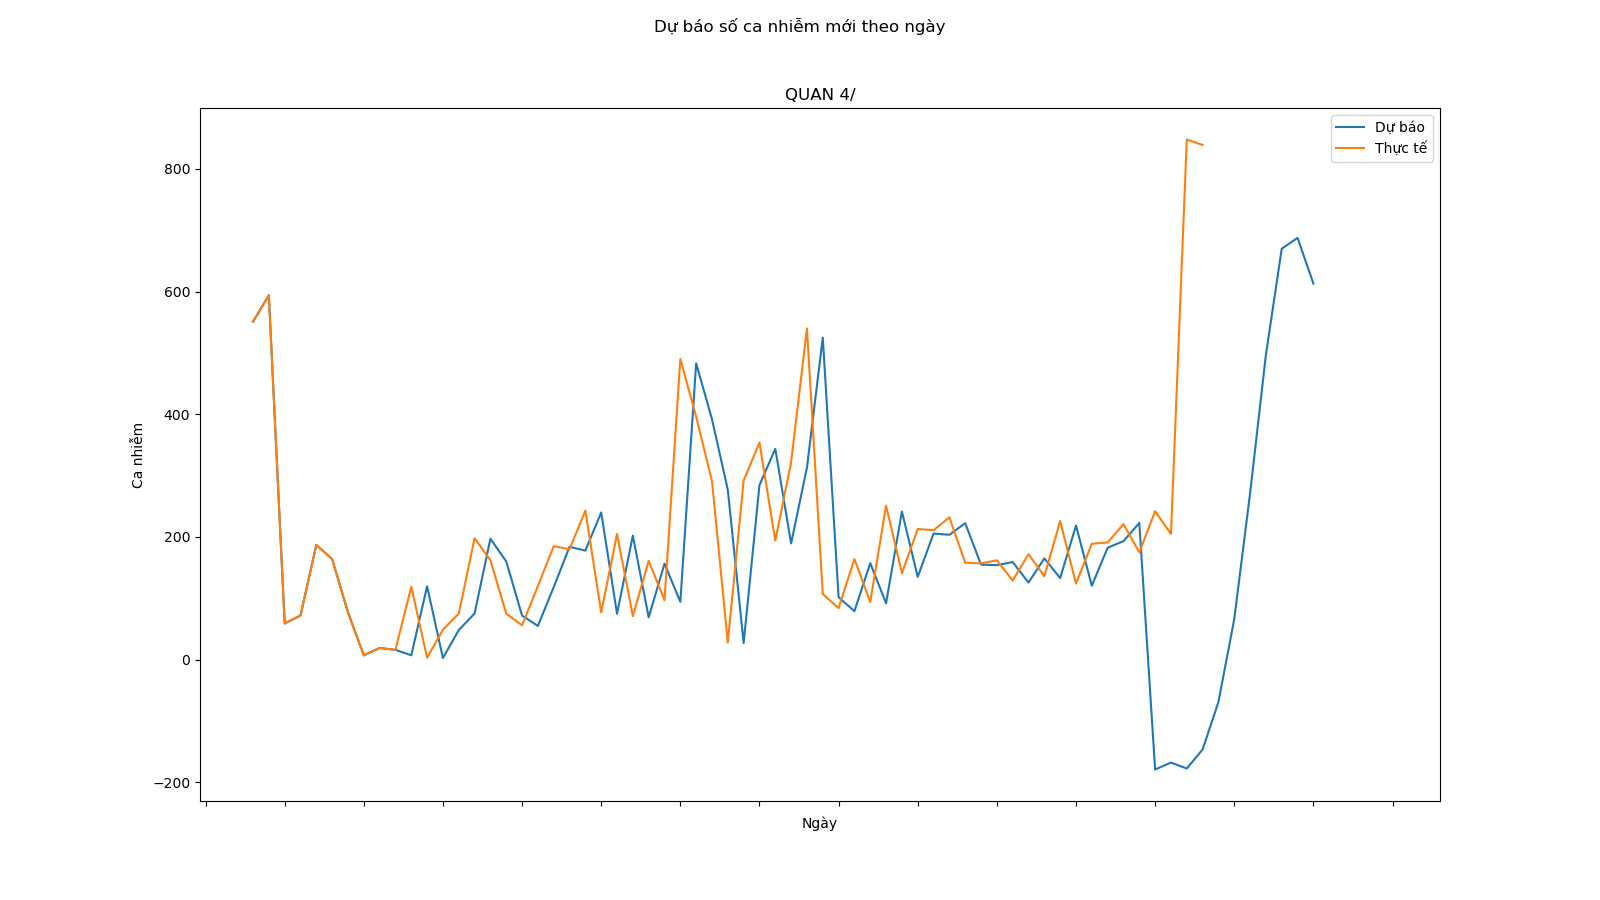 Dự báo số ca nhiễm mới theo ngày
QUAN 4/
Dự báo
Thực tế
800
600
400
200
0
−200
Ca nhiễm
Ngày